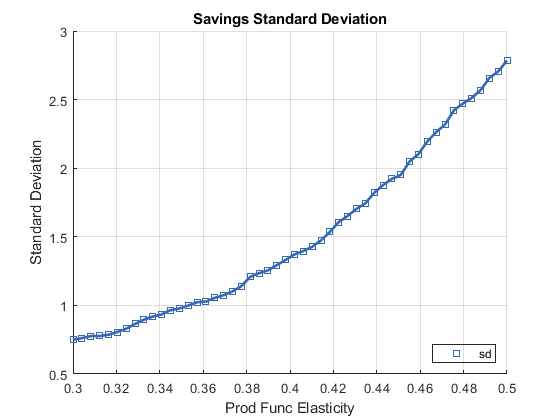 Savings Standard Deviation
3
2.5
2
1.5
1
0.5
Standard Deviation
sd
0.3 0.32 0.34 0.36 0.38 0.4 0.42 0.44 0.46 0.48 0.5
Prod Func Elasticity